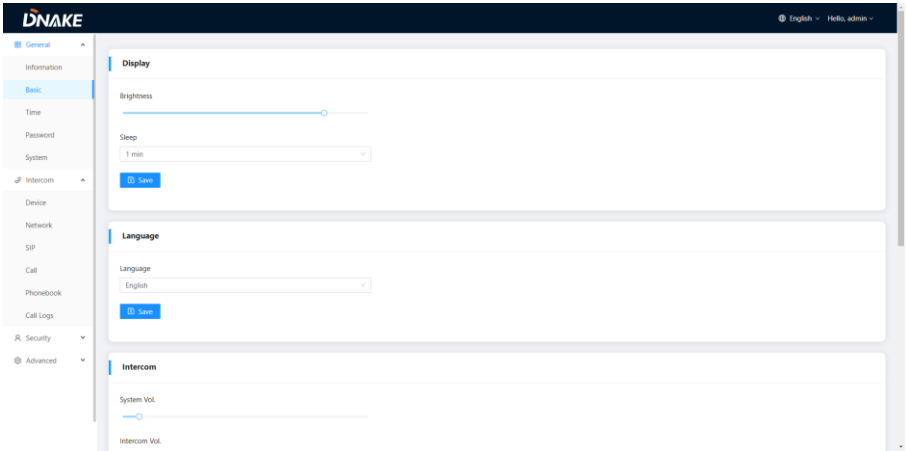 DNAKE
English
Hello, admin
General
Information
Basic
Time
Password
System
Intercom
Device
Network
SIP
Call
Phonebook
Call Logs
Security
Advanced
Display
Brightness
Sleep
1 min
Save
Language
Language
English
Save
Intercom
System Vol.
Intercom Vol.